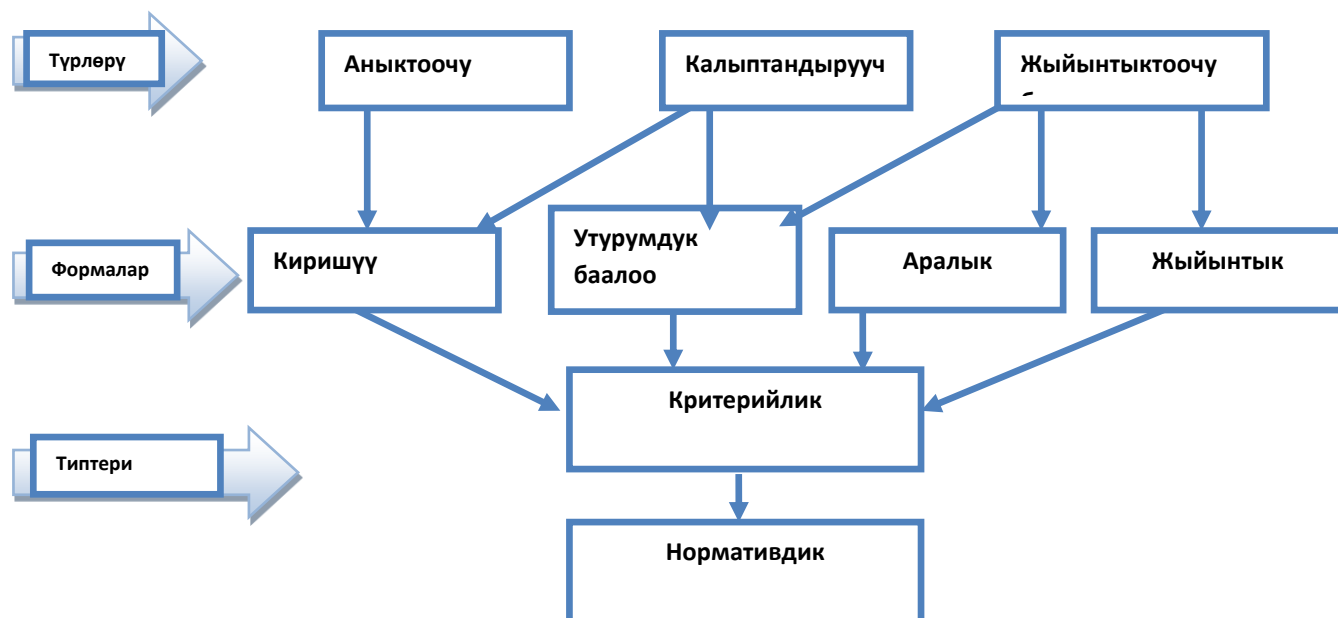 Түрлөрү
Аныктоочу
Калыптандырууч
Жыйынтыктоочу
Формалар
Киришүү
Утурумдук
баалоо
Аралык
Жыйынтык
Типтери
Критерийлик
Нормативдик